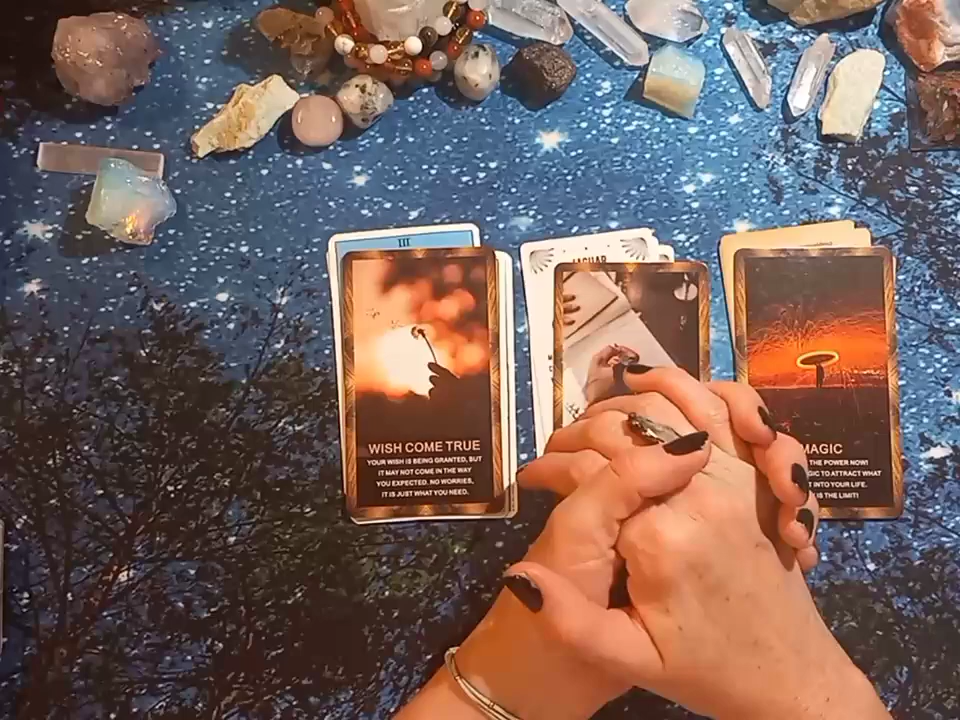 III
JAGUAR
WISH COME TRUE
YOUR WISH IS BEING GRANTED, BUT
IT MAY NOT COME IN THE WAY
YOU EXPECTED. NO WORRIES,
IT IS JUST WHAT YOU NEED.
MAGIC
THE POWER NOW!
TO ATTRACT WHAT
INTO YOUR LIFE.
IS THE LIMIT!